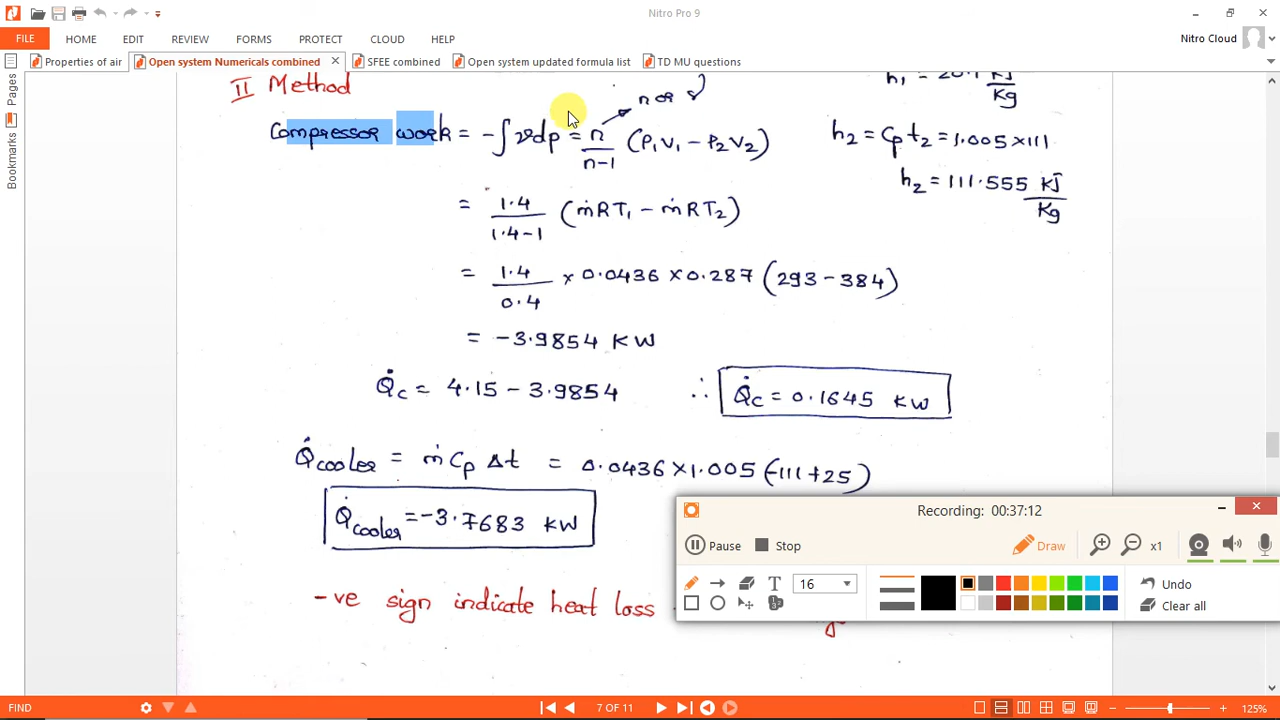 Nitro Pro 9
FILE HOME EDIT REVIEW FORMS PROTECT CLOUD HELP
Nitro Cloud
Properties of air Open system Numericals combined SFEE combined Open system updated formula list TD MU questions
Pages
Bookmarks
II Method
n or γ
Kg
Compressor work = - ∫vdp = n/n-1 (P₁V₁ - P₂V₂)
h₂ = Cp t₂ = 1.005×111
h₂ = 111.555 KJ/Kg
= 1.4/1.4-1 (ṁRT₁ - ṁRT₂)
= 1.4/0.4 × 0.0436 × 0.287 (293 - 384)
= -3.9854 KW
Q̇c = 4.15 - 3.9854 ∴ Q̇c = 0.1645 KW
Q̇cooler = ṁ Cp Δt = 0.0436×1.005 (-111+25)
Q̇cooler = -3.7683 KW
-ve sign indicate heat loss
Recording: 00:37:12
Pause Stop Draw x1
T 16 Undo
Clear all
FIND 7 OF 11 125%